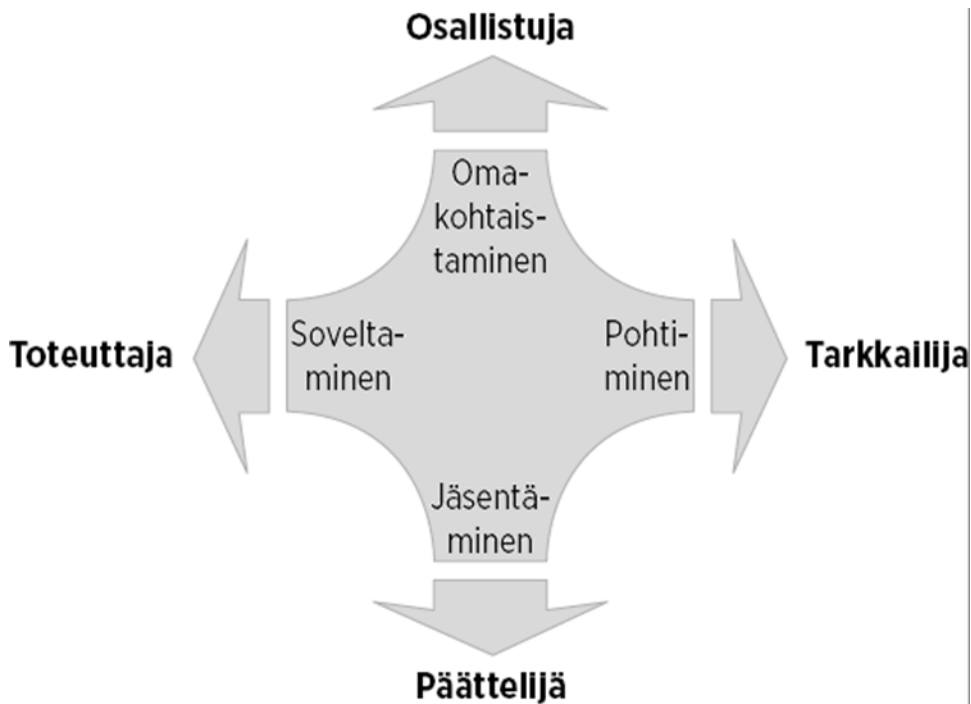 Osallistuja
Oma-
kohtais-
taminen
Toteuttaja
Sovelta-
minen
Pohti-
minen
Tarkkailija
Jäsentä-
minen
Päättelijä